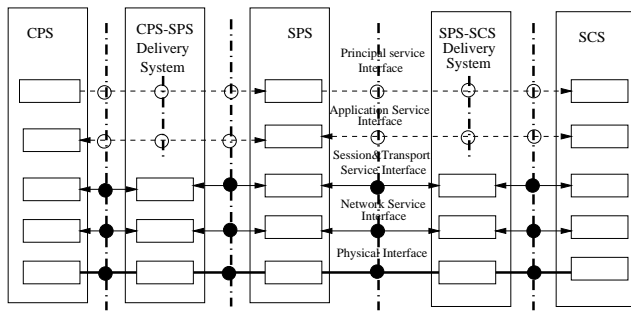 CPS
CPS-SPS
Delivery
System
SPS
SPS-SCS
Delivery
System
SCS
Principal service
Interface
Application Service
Interface
Session&Transport
Service Interface
Network Service
Interface
Physical Interface